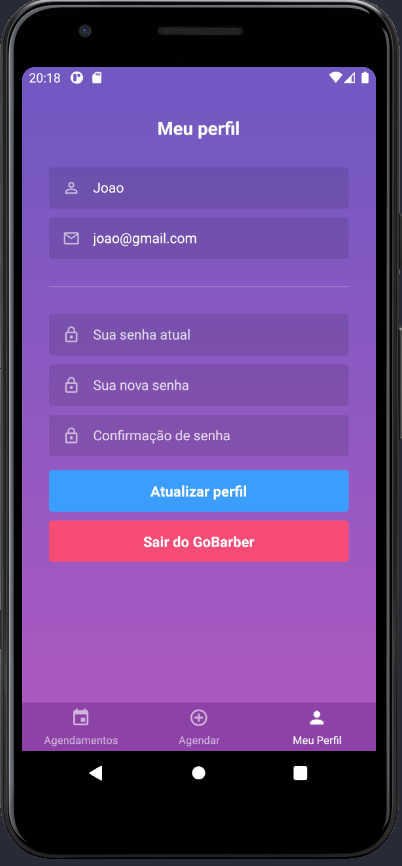 20:18
Meu perfil
Joao
joao@gmail.com
Sua senha atual
Sua nova senha
Confirmação de senha
Atualizar perfil
Sair do GoBarber
Agendamentos
Agendar
Meu Perfil